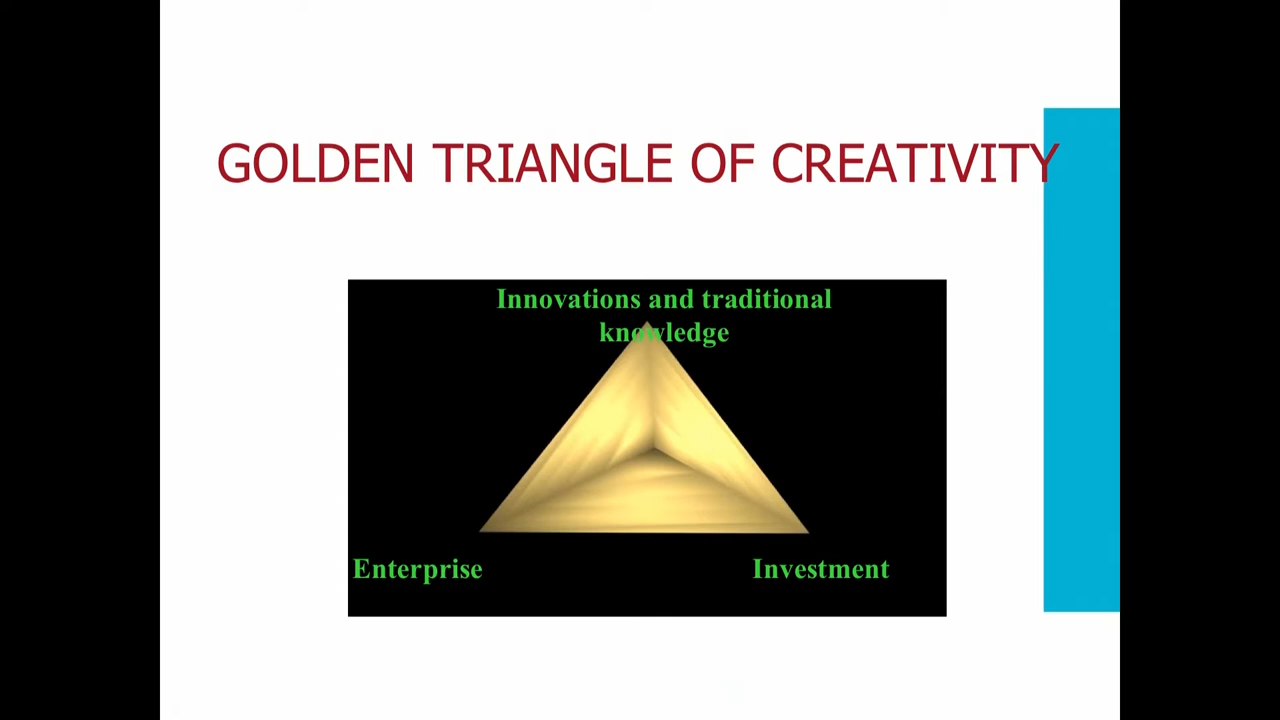 GOLDEN TRIANGLE OF CREATIVITY
Innovations and traditional
knowledge
Enterprise
Investment